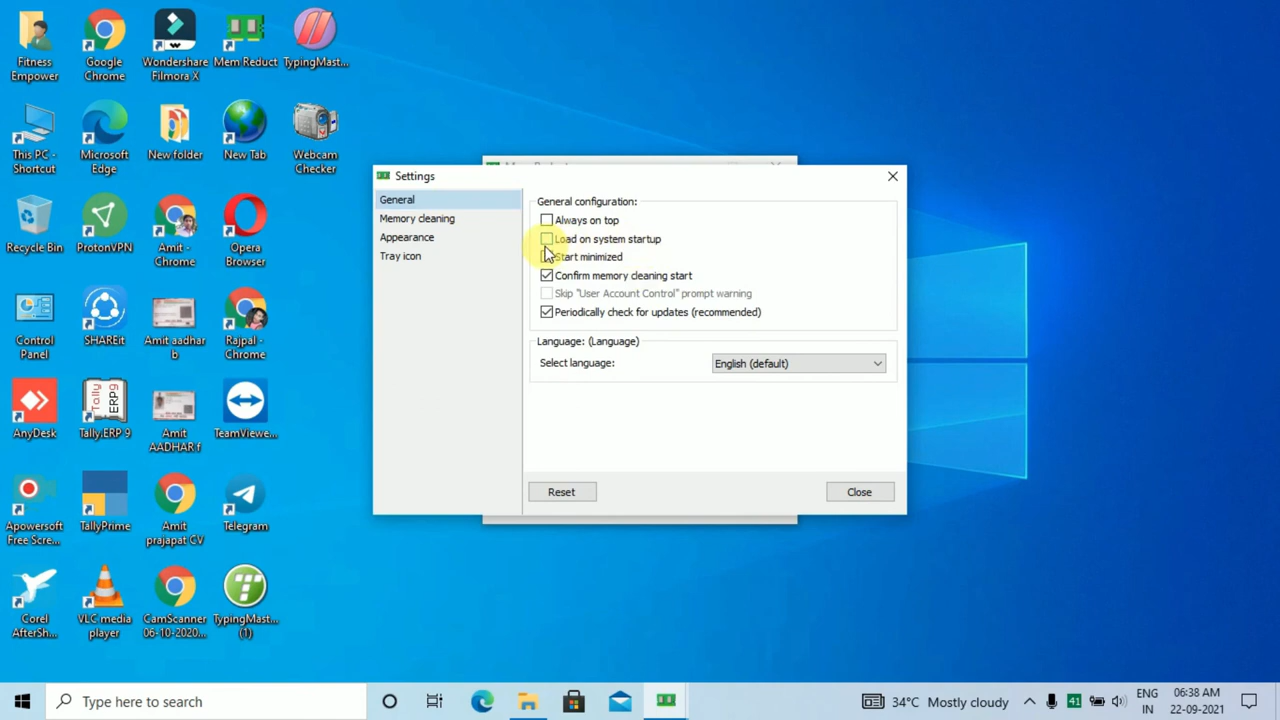 Fitness
Empower
Google
Chrome
Wondershare
Filmora X
Mem Reduct
TypingMast...
This PC -
Shortcut
Microsoft
Edge
New folder
New Tab
Webcam
Checker
Recycle Bin
ProtonVPN
Amit -
Chrome
Opera
Browser
Control
Panel
SHAREit
Amit aadhar
b
Rajpal -
Chrome
AnyDesk
Tally
ERP 9
Tally.ERP 9
Amit
AADHAR f
TeamViewe...
Apowersoft
Free Scre...
TallyPrime
Amit
prajapat CV
Telegram
Corel
AfterSh...
VLC media
player
CamScanner
06-10-2020...
TypingMast...
(1)
Settings
General
Memory cleaning
Appearance
Tray icon
General configuration:
Always on top
Load on system startup
Start minimized
Confirm memory cleaning start
Skip "User Account Control" prompt warning
Periodically check for updates (recommended)
Language: (Language)
Select language:
English (default)
Reset
Close
Type here to search
34°C Mostly cloudy
41
ENG
IN
06:38 AM
22-09-2021